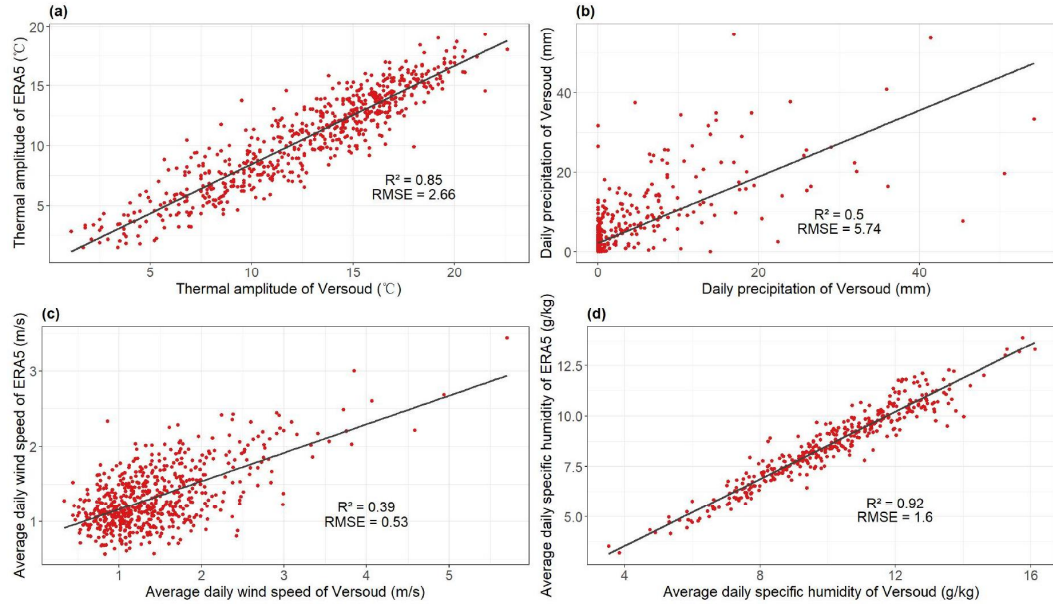 (a)
20
15
10
5
Thermal amplitude of ERA5 (℃)
R² = 0.85
RMSE = 2.66
5 10 15 20
Thermal amplitude of Versoud (℃)
(b)
40
20
0
Daily precipitation of Versoud (mm)
R² = 0.5
RMSE = 5.74
0 20 40
Daily precipitation of Versoud (mm)
(c)
3
2
1
Average daily wind speed of ERA5 (m/s)
R² = 0.39
RMSE = 0.53
1 2 3 4 5
Average daily wind speed of Versoud (m/s)
(d)
12.5
10.0
7.5
5.0
Average daily specific humidity of ERA5 (g/kg)
R² = 0.92
RMSE = 1.6
4 8 12 16
Average daily specific humidity of Versoud (g/kg)